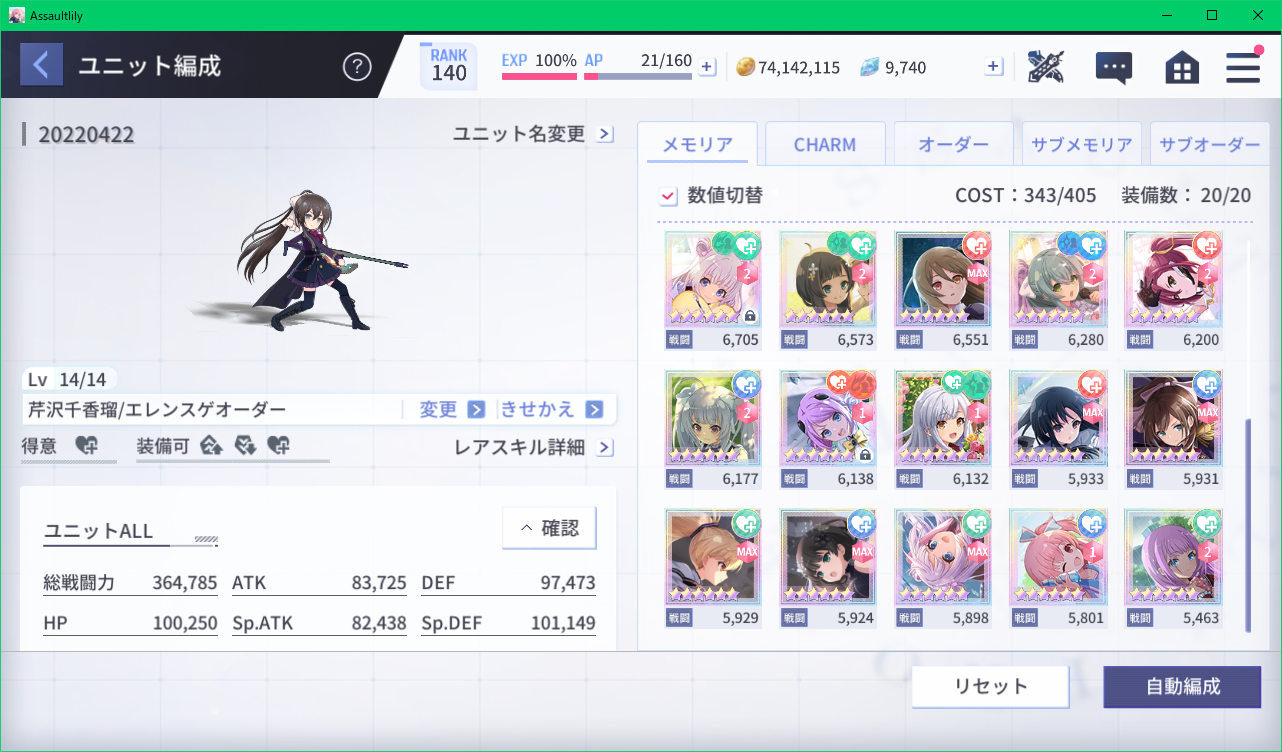 Assaultlily
ユニット編成
?
RANK
140
EXP 100% AP 21/160 +
74,142,115
9,740 +
20220422
ユニット名変更
Lv 14/14
芹沢千香瑠/エレンスゲオーダー
変更
きせかえ
得意
装備可
レアスキル詳細
ユニットALL
確認
総戦闘力 364,785 ATK 83,725 DEF 97,473
HP 100,250 Sp.ATK 82,438 Sp.DEF 101,149
メモリア CHARM オーダー サブメモリア サブオーダー
数値切替
COST：343/405 装備数： 20/20
2 2 MAX 2 2
戦闘 6,705 戦闘 6,573 戦闘 6,551 戦闘 6,280 戦闘 6,200
2 1 1 MAX MAX
戦闘 6,177 戦闘 6,138 戦闘 6,132 戦闘 5,933 戦闘 5,931
MAX MAX MAX 1 2
戦闘 5,929 戦闘 5,924 戦闘 5,898 戦闘 5,801 戦闘 5,463
リセット
自動編成